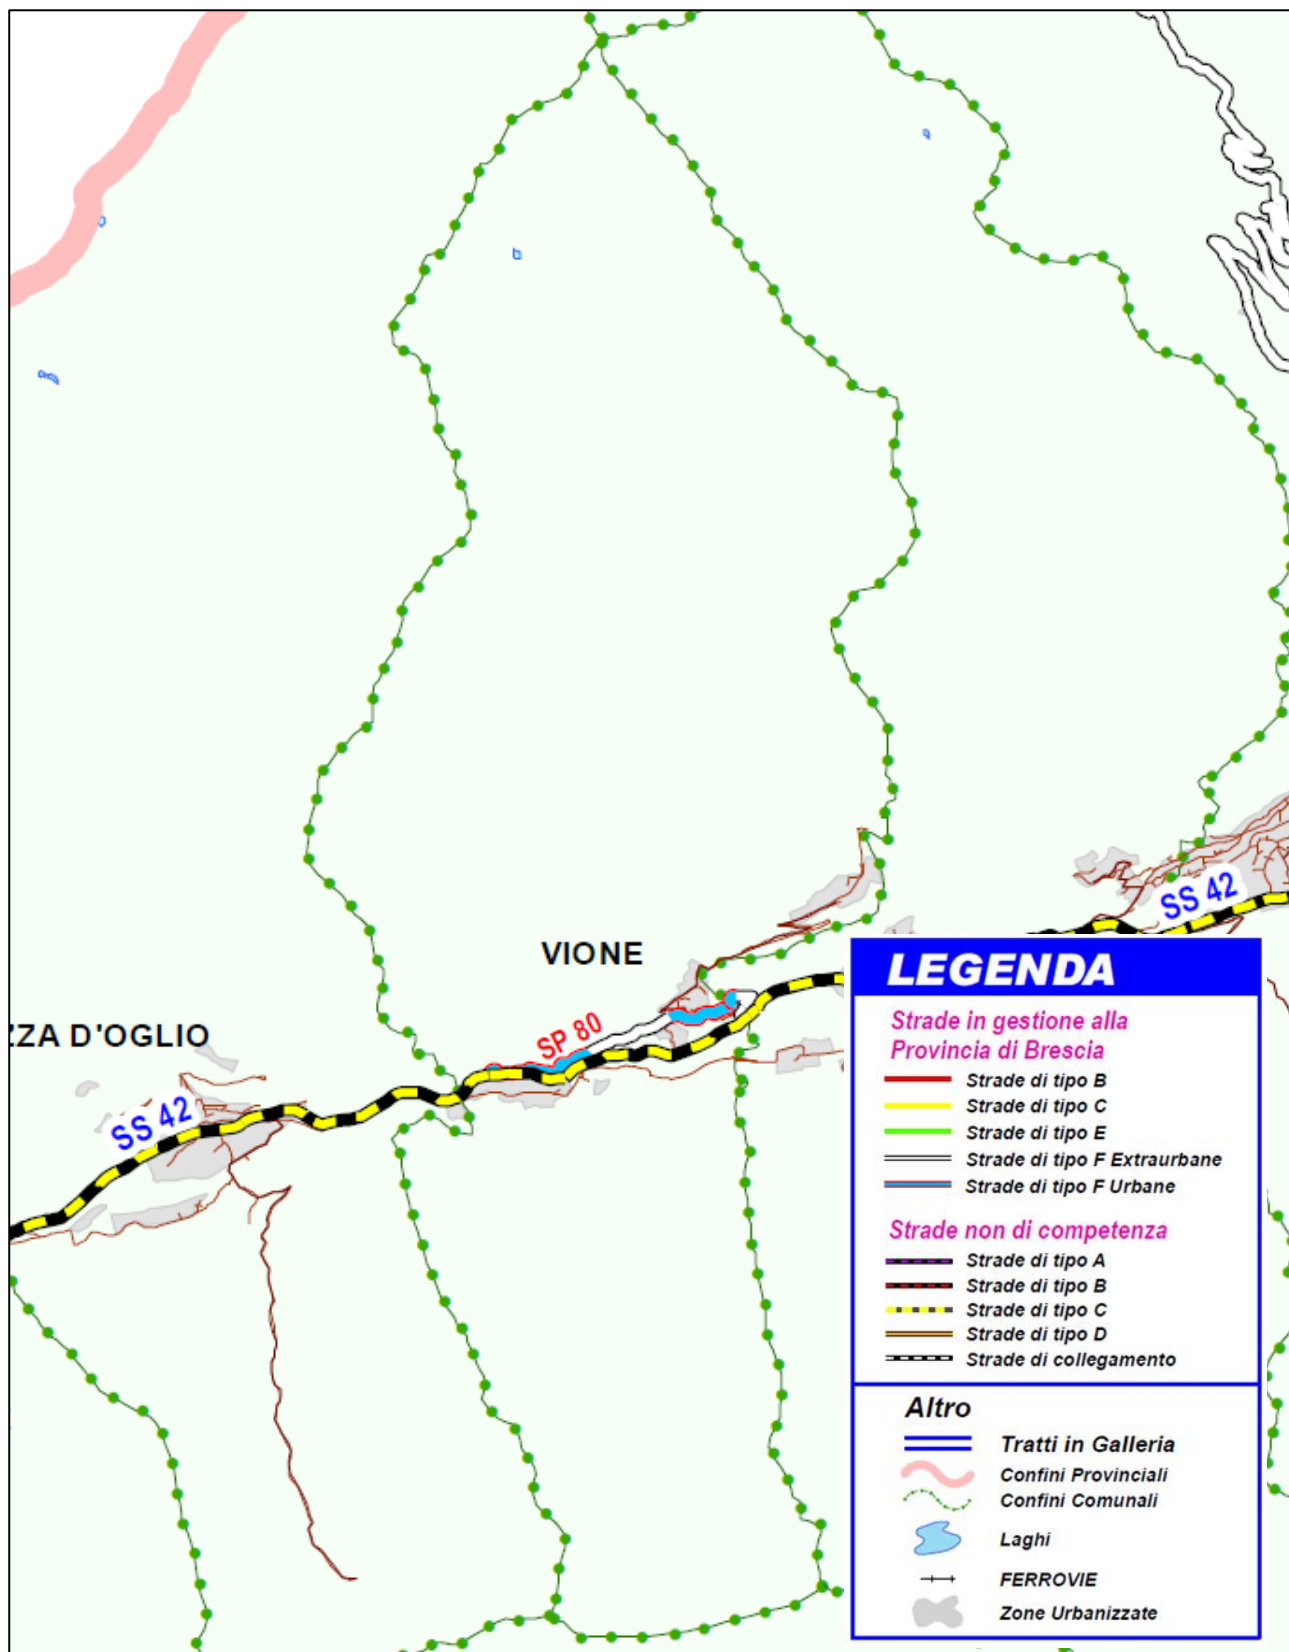 VIONE
ZZA D'OGLIO
SP 80
SS 42
SS 42
LEGENDA
Strade in gestione alla
Provincia di Brescia
Strade di tipo B
Strade di tipo C
Strade di tipo E
Strade di tipo F Extraurbane
Strade di tipo F Urbane
Strade non di competenza
Strade di tipo A
Strade di tipo B
Strade di tipo C
Strade di tipo D
Strade di collegamento
Altro
Tratti in Galleria
Confini Provinciali
Confini Comunali
Laghi
FERROVIE
Zone Urbanizzate